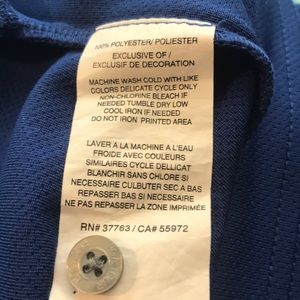 100% POLYESTER/ POLIESTER
EXCLUSIVE OF /
EXCLUSIF DE DECORATION
MACHINE WASH COLD WITH LIKE
COLORS DELICATE CYCLE ONLY
NON-CHLORINE BLEACH IF
NEEDED TUMBLE DRY LOW
COOL IRON IF NEEDED
DO NOT IRON PRINTED AREA
LAVER A LA MACHINE A L'EAU
FROIDE AVEC COULEURS
SIMILAIRES CYCLE DELLICAT
BLANCHIR SANS CHLORE SI
NECESSAIRE CULBUTER SEC A BAS
SI NECESSAIRE REPASSER A FROID
NE PAS REPASSER LA ZONE IMPRIMÉE
RN# 37763 / CA# 55972